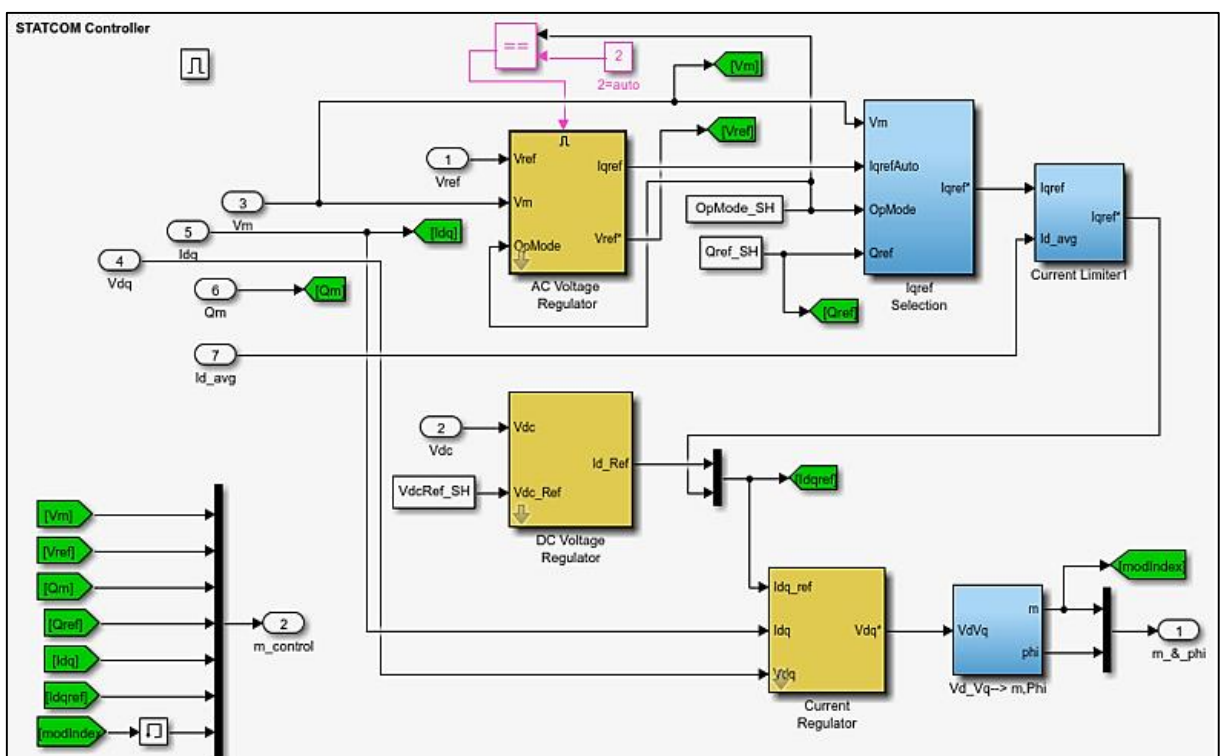 STATCOM Controller
==
2
2=auto
[Vm]
[Vref]
1
Vref
Vref
Vm
OpMode
Iqref
Vref*
AC Voltage
Regulator
3
Vm
5
Idq
[Idq]
4
Vdq
6
Qm
[Qm]
7
Id_avg
OpMode_SH
Qref_SH
[Qref]
Vm
IqrefAuto
OpMode
Qref
Iqref*
Iqref
Selection
Iqref
Id_avg
Iqref*
Current Limiter1
2
Vdc
VdcRef_SH
Vdc
Vdc_Ref
Id_Ref
DC Voltage
Regulator
[Idqref]
[Vm]
[Vref]
[Qm]
[Qref]
[Idq]
[Idqref]
[modIndex]
2
m_control
Idq_ref
Idq
Vdq
Vdq*
Current
Regulator
VdVq
m
phi
Vd_Vq--> m,Phi
[modIndex]
1
m_&_phi